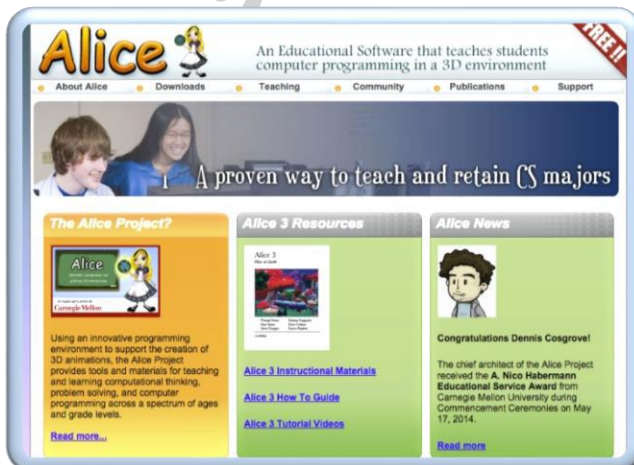 Alice
An Educational Software that teaches students
computer programming in a 3D environment
FREE !!
About Alice
Downloads
Teaching
Community
Publications
Support
A proven way to teach and retain CS majors
The Alice Project?
Alice
Carnegie Mellon
Using an innovative programming
environment to support the creation of
3D animations, the Alice Project
provides tools and materials for teaching
and learning computational thinking,
problem solving, and computer
programming across a spectrum of ages
and grade levels.
Read more...
Alice 3 Resources
Alice 3
Alice 3 Instructional Materials
Alice 3 How To Guide
Alice 3 Tutorial Videos
Alice News
Congratulations Dennis Cosgrove!
The chief architect of the Alice Project
received the A. Nico Habermann
Educational Service Award from
Carnegie Mellon University during
Commencement Ceremonies on May
17, 2014.
Read more